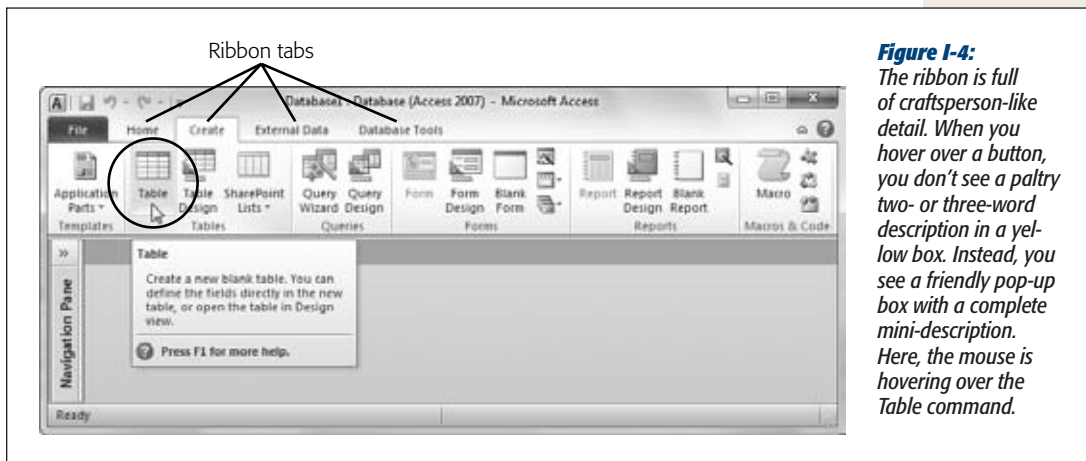 Ribbon tabs
Database1 : Database (Access 2007) - Microsoft Access
File Home Create External Data Database Tools
Application Parts
Table
Table Design
SharePoint Lists
Query Wizard
Query Design
Form
Form Design
Blank Form
Report
Report Design
Blank Report
Macro
Templates Tables Queries Forms Reports Macros & Code
Navigation Pane
Table
Create a new blank table. You can
define the fields directly in the new
table, or open the table in Design
view.
Press F1 for more help.
Ready
Figure I-4:
The ribbon is full
of craftsperson-like
detail. When you
hover over a button,
you don’t see a paltry
two- or three-word
description in a yel-
low box. Instead, you
see a friendly pop-up
box with a complete
mini-description.
Here, the mouse is
hovering over the
Table command.